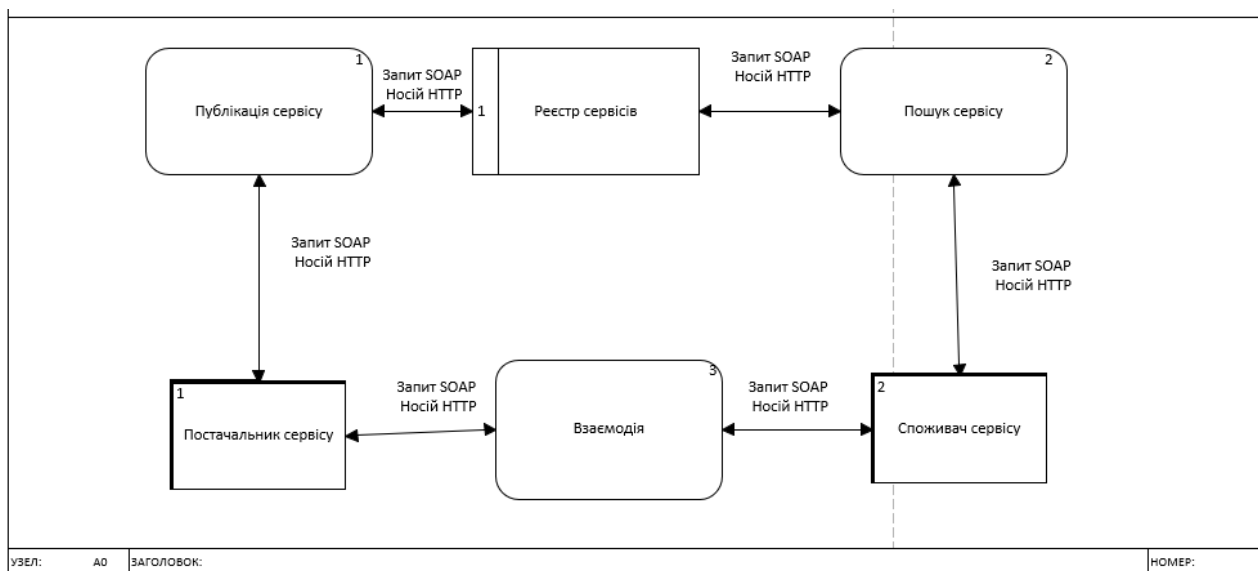 1
Публікація сервісу
Запит SOAP
Носій HTTP
1
Реєстр сервісів
Запит SOAP
Носій HTTP
2
Пошук сервісу
Запит SOAP
Носій HTTP
Запит SOAP
Носій HTTP
1
Постачальник сервісу
Запит SOAP
Носій HTTP
3
Взаємодія
Запит SOAP
Носій HTTP
2
Споживач сервісу
УЗЕЛ: A0 ЗАГОЛОВОК: НОМЕР: